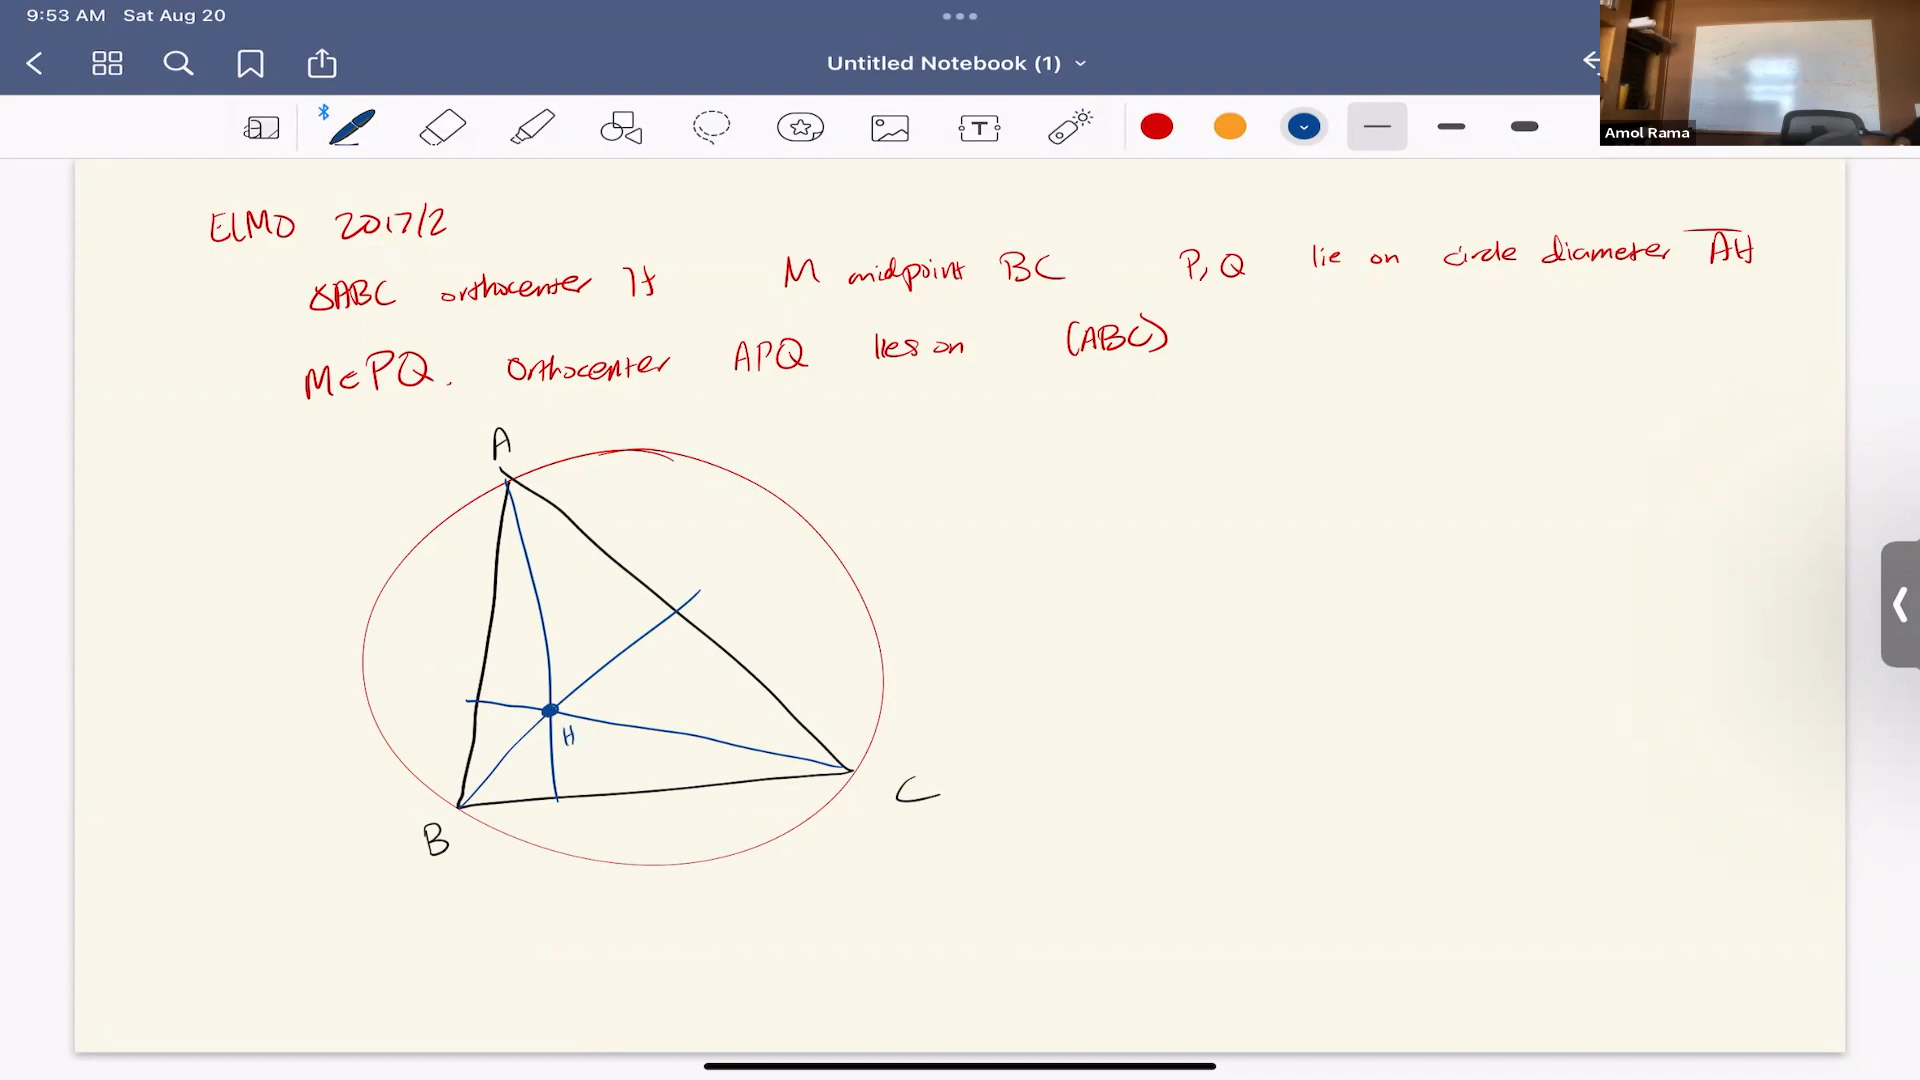 9:53 AM Sat Aug 20
Untitled Notebook (1)
Amol Rama
ELMO 2017/2
△ABC orthocenter H M midpoint BC P, Q lie on circle diameter AH
M∈PQ. Orthocenter APQ lies on (ABC)
A
H
C
B